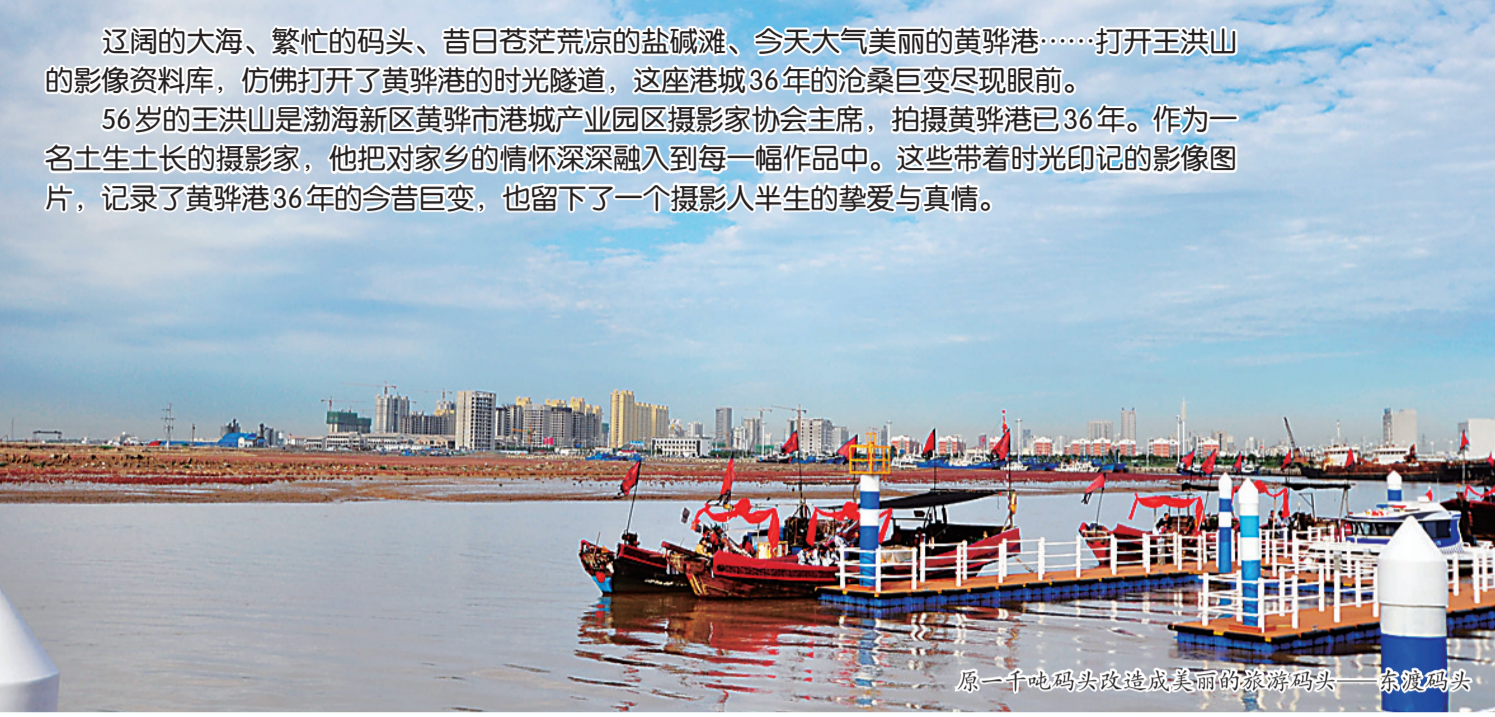 辽阔的大海、繁忙的码头、昔日苍茫荒凉的盐碱滩、今天大气美丽的黄骅港……打开王洪山
的影像资料库，仿佛打开了黄骅港的时光隧道，这座港城36年的沧桑巨变尽现眼前。
56岁的王洪山是渤海新区黄骅市港城产业园区摄影家协会主席，拍摄黄骅港已36年。作为一
名土生土长的摄影家，他把对家乡的情怀深深融入到每一幅作品中。这些带着时光印记的影像图
片，记录了黄骅港36年的今昔巨变，也留下了一个摄影人半生的挚爱与真情。
原一千吨码头改造成美丽的旅游码头——东渡码头